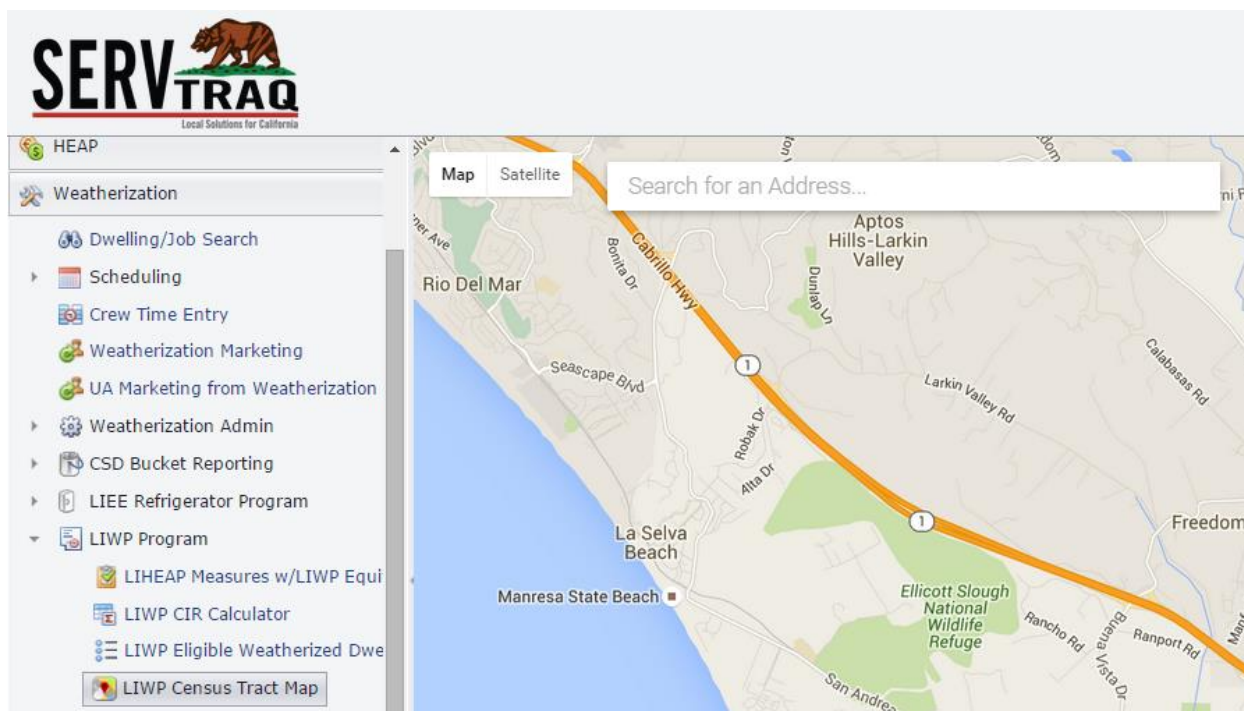 SERVTRAQ
Local Solutions for California
HEAP
Weatherization
Dwelling/Job Search
Scheduling
Crew Time Entry
Weatherization Marketing
UA Marketing from Weatherization
Weatherization Admin
CSD Bucket Reporting
LIEE Refrigerator Program
LIWP Program
LIHEAP Measures w/LIWP Equi
LIWP CIR Calculator
LIWP Eligible Weatherized Dwe
LIWP Census Tract Map
Map Satellite
Search for an Address...
Aptos
Hills-Larkin
Valley
Bonita Dr
Cabrillo Hwy
Rio Del Mar
Dunlap Ln
1
Seascape Blvd
Calabasas Rd
Larkin Valley Rd
Robak Dr
Alta Dr
1
Freedom
La Selva
Beach
Manresa State Beach
Ellicott Slough
National
Wildlife
Refuge
Rancho Rd
Buena Vista Dr
Ranport Rd
San Andrea